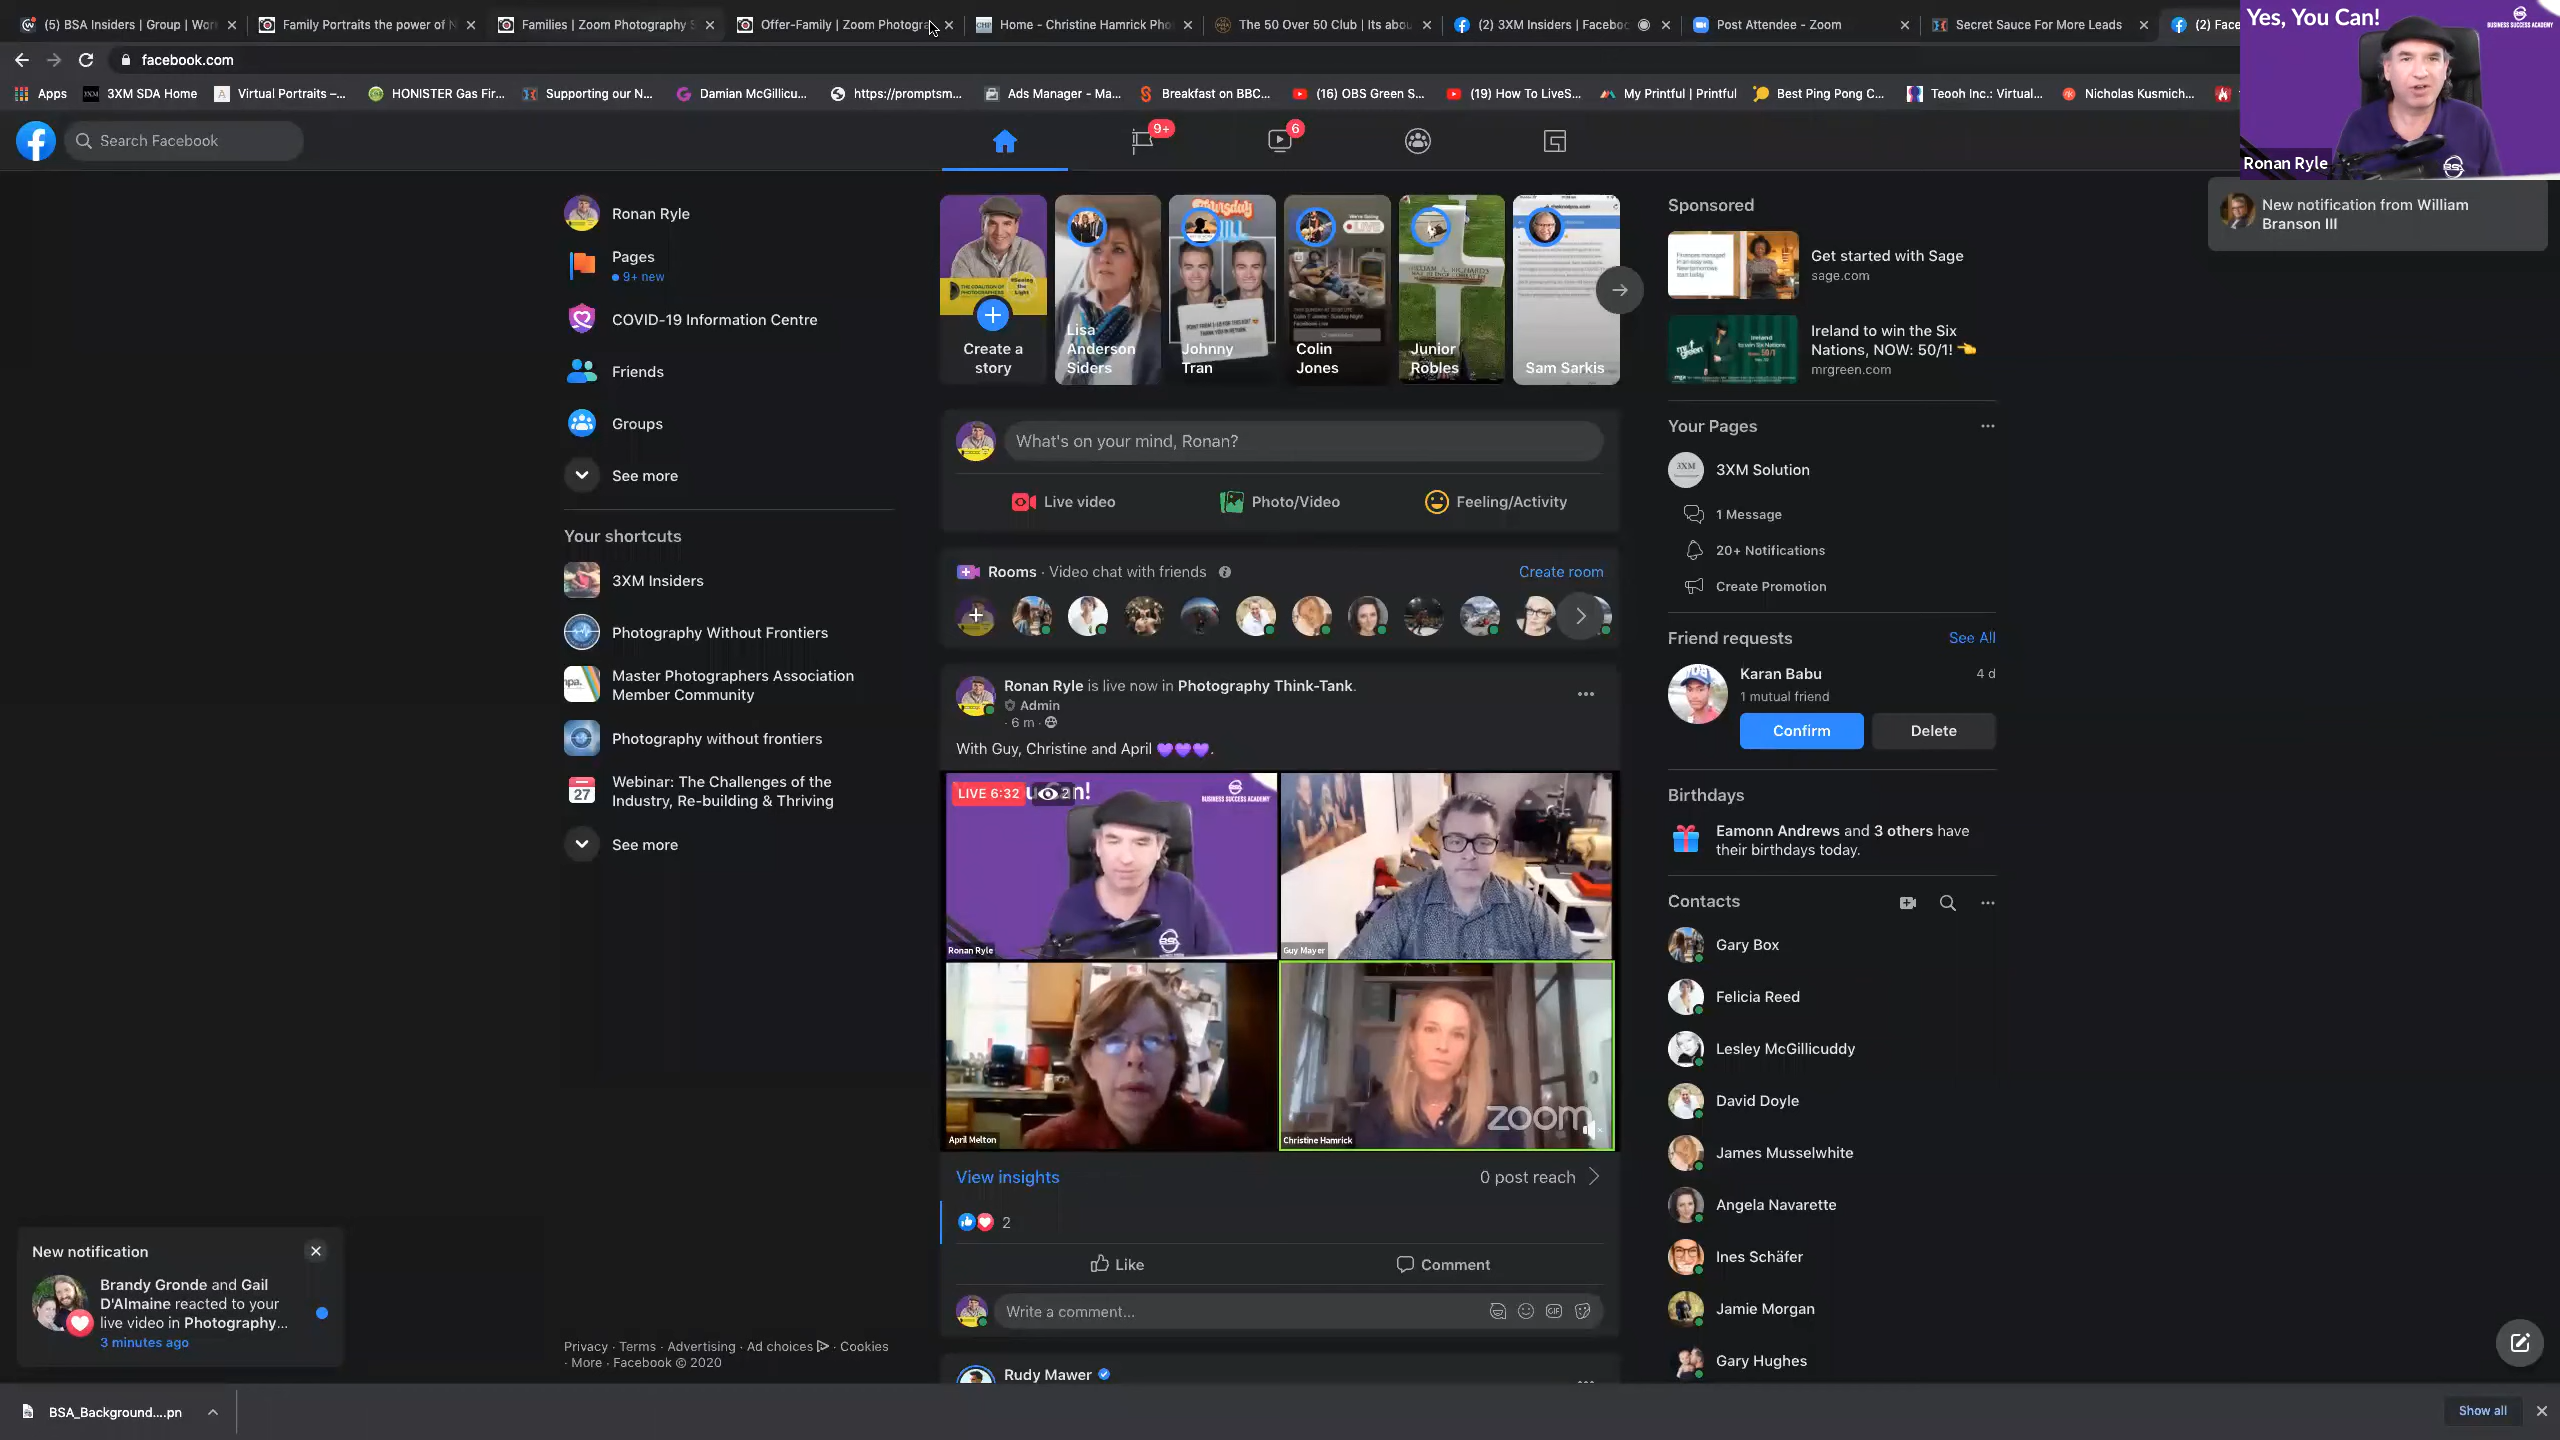 (5) BSA Insiders | Group | Wor
Family Portraits the power of N
Families | Zoom Photography S
Offer-Family | Zoom Photogra
Home - Christine Hamrick Pho
The 50 Over 50 Club | Its abou
(2) 3XM Insiders | Faceboo
Post Attendee - Zoom
Secret Sauce For More Leads
(2) Face
Yes, You Can!
BUSINESS SUCCESS
ACADEMY
Ronan Ryle
facebook.com
Apps
3XM SDA Home
Virtual Portraits –...
HONISTER Gas Fir...
Supporting our N...
Damian McGillicu...
https://promptsm...
Ads Manager - Ma...
Breakfast on BBC...
(16) OBS Green S...
(19) How To LiveS...
My Printful | Printful
Best Ping Pong C...
Teooh Inc.: Virtual...
Nicholas Kusmich...
Search Facebook
9+
6
New notification from William
Branson III
Ronan Ryle
Pages
9+ new
COVID-19 Information Centre
Friends
Groups
See more
Your shortcuts
3XM Insiders
Photography Without Frontiers
Master Photographers Association
Member Community
Photography without frontiers
27
Webinar: The Challenges of the
Industry, Re-building & Thriving
See more
Create a
story
Lisa
Anderson
Siders
Johnny
Tran
Colin
Jones
Junior
Robles
Sam Sarkis
What's on your mind, Ronan?
Live video
Photo/Video
Feeling/Activity
Rooms · Video chat with friends
Create room
Ronan Ryle is live now in Photography Think-Tank.
Admin
· 6 m ·
With Guy, Christine and April 💜💜💜.
LIVE 6:32
2
BUSINESS SUCCESS ACADEMY
Ronan Ryle
Guy Mayer
April Melton
Christine Hamrick
zoom
View insights
0 post reach
2
Like
Comment
Write a comment...
GIF
Rudy Mawer
Sponsored
Get started with Sage
sage.com
Ireland to win the Six
Nations, NOW: 50/1! 👈
mrgreen.com
Your Pages
3XM
3XM Solution
1 Message
20+ Notifications
Create Promotion
Friend requests
See All
Karan Babu
4 d
1 mutual friend
Confirm
Delete
Birthdays
Eamonn Andrews and 3 others have
their birthdays today.
Contacts
Gary Box
Felicia Reed
Lesley McGillicuddy
David Doyle
James Musselwhite
Angela Navarette
Ines Schäfer
Jamie Morgan
Gary Hughes
New notification
Brandy Gronde and Gail
D'Almaine reacted to your
live video in Photography...
3 minutes ago
Privacy · Terms · Advertising · Ad choices · Cookies
· More · Facebook © 2020
BSA_Background....pn
Show all